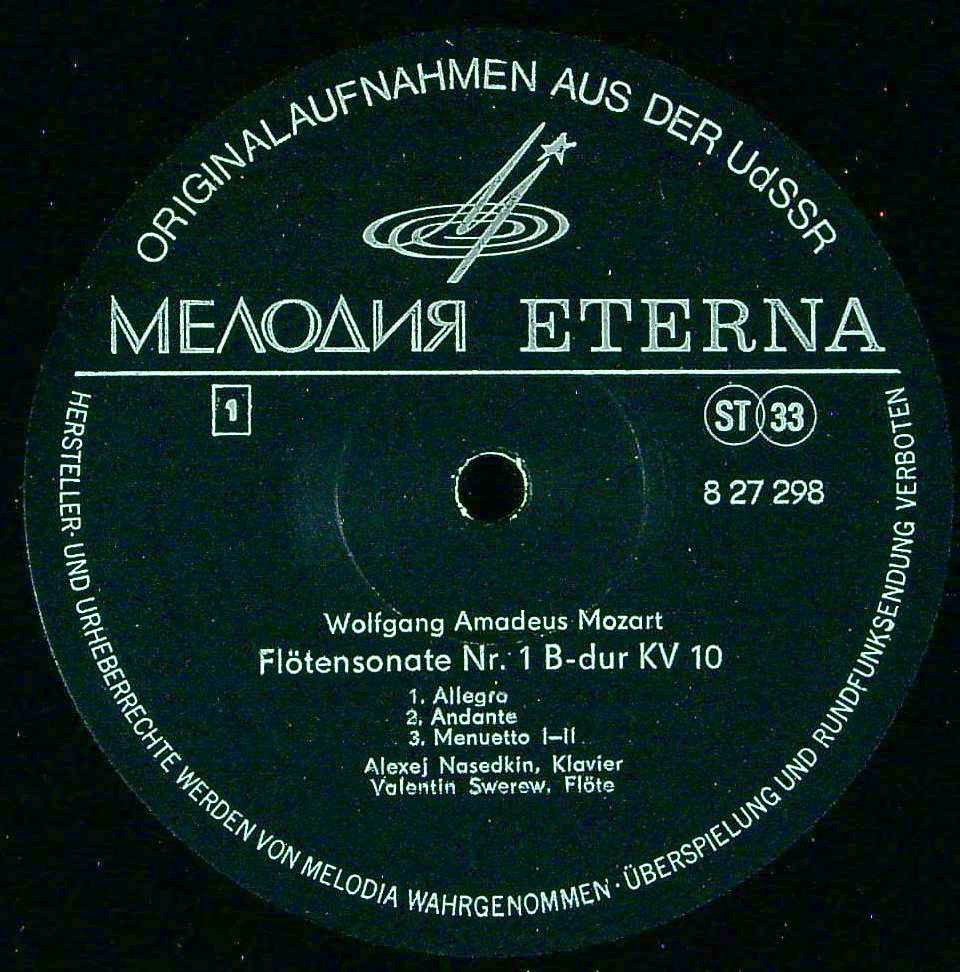 ORIGINALAUFNAHMEN AUS DER UdSSR
МЕЛОДИЯ ETERNA
1
ST 33
8 27 298
Wolfgang Amadeus Mozart
Flötensonate Nr. 1 B-dur KV 10
1. Allegro
2. Andante
3. Menuetto I-II
Alexej Nasedkin, Klavier
Valentin Swerew, Flöte
HERSTELLER- UND URHEBERRECHTE WERDEN VON MELODIA WAHRGENOMMEN · ÜBERSPIELUNG UND RUNDFUNKSENDUNG VERBOTEN